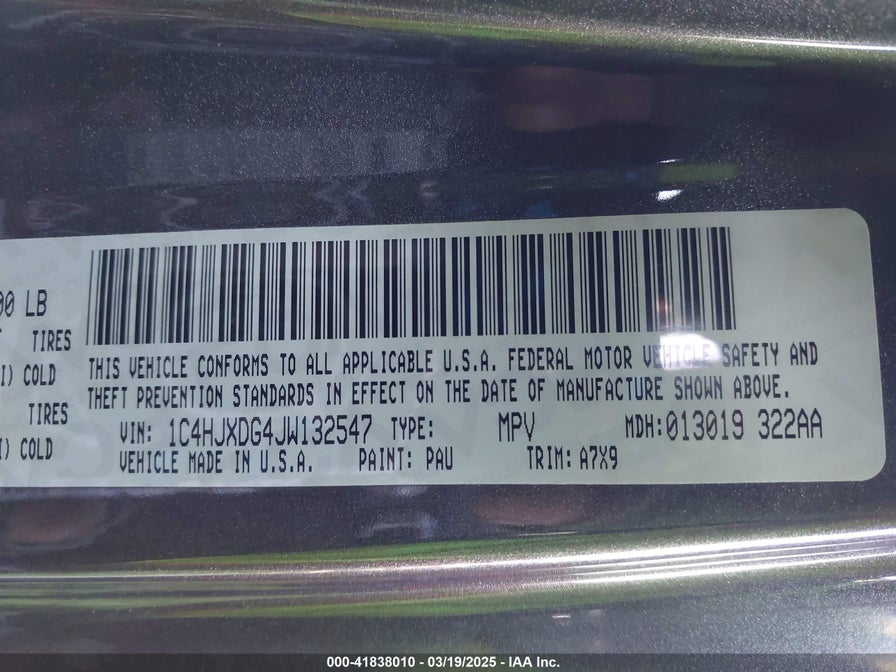 00 LB
TIRES
I) COLD
TIRES
I) COLD
THIS VEHICLE CONFORMS TO ALL APPLICABLE U.S.A. FEDERAL MOTOR VEHICLE SAFETY AND
THEFT PREVENTION STANDARDS IN EFFECT ON THE DATE OF MANUFACTURE SHOWN ABOVE.
VIN: 1C4HJXDG4JW132547 TYPE: MPV MDH: 013019 322AA
VEHICLE MADE IN U.S.A. PAINT: PAU TRIM: A7X9
000-41838010 - 03/19/2025 - IAA Inc.